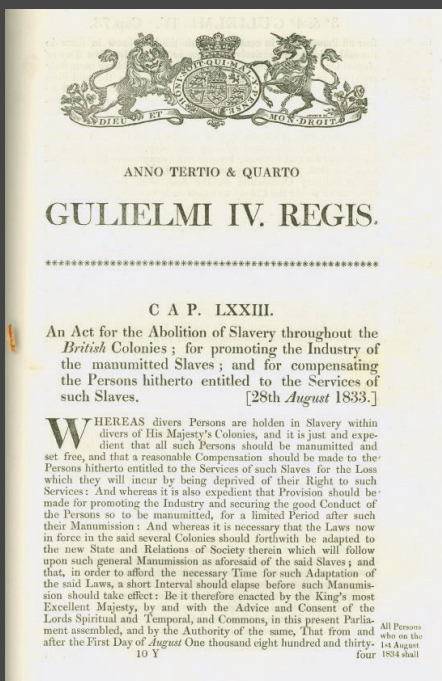 HONI·SOIT·QUI·MAL·Y·PENSE
DIEU ET MON·DROIT.
ANNO TERTIO & QUARTO
GULIELMI IV. REGIS.
CAP. LXXIII.
An Act for the Abolition of Slavery throughout the
British Colonies; for promoting the Industry of
the manumitted Slaves; and for compensating
the Persons hitherto entitled to the Services of
such Slaves. [28th August 1833.]
WHEREAS divers Persons are holden in Slavery within
divers of His Majesty's Colonies, and it is just and expe-
dient that all such Persons should be manumitted and
set free, and that a reasonable Compensation should be made to the
Persons hitherto entitled to the Services of such Slaves for the Loss
which they will incur by being deprived of their Right to such
Services: And whereas it is also expedient that Provision should be
made for promoting the Industry and securing the good Conduct of
the Persons so to be manumitted, for a limited Period after such
their Manumission: And whereas it is necessary that the Laws now
in force in the said several Colonies should forthwith be adapted to
the new State and Relations of Society therein which will follow
upon such general Manumission as aforesaid of the said Slaves; and
that, in order to afford the necessary Time for such Adaptation of
the said Laws, a short Interval should elapse before such Manumis-
sion should take effect: Be it therefore enacted by the King's most
Excellent Majesty, by and with the Advice and Consent of the
Lords Spiritual and Temporal, and Commons, in this present Parlia-
ment assembled, and by the Authority of the same, That from and
after the First Day of August One thousand eight hundred and thirty-
10 Y four
All Persons
who on the
1st August
1834 shall